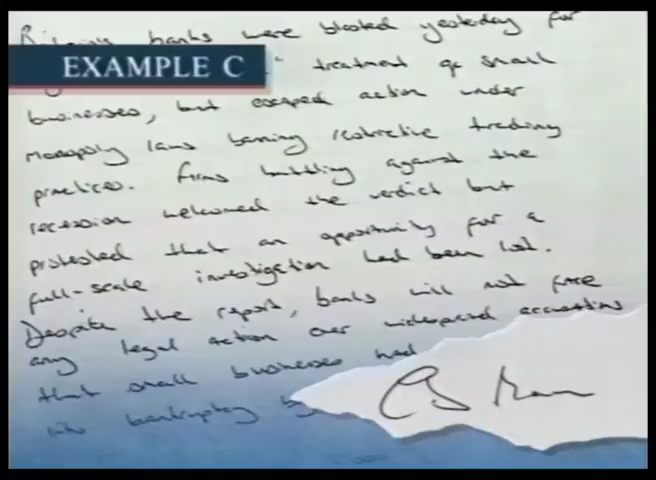 banks were blasted yesterday for
EXAMPLE C
treatment of small
businesses, but escaped action under
monopoly laws banning restrictive trading
practices. Firms battling against the
recession welcomed the verdict but
protested that an opportunity for a
full-scale investigation had been lost.
Despite the report, banks will not face
any legal action over widespread accusations
that small businesses had
into bankruptcy by